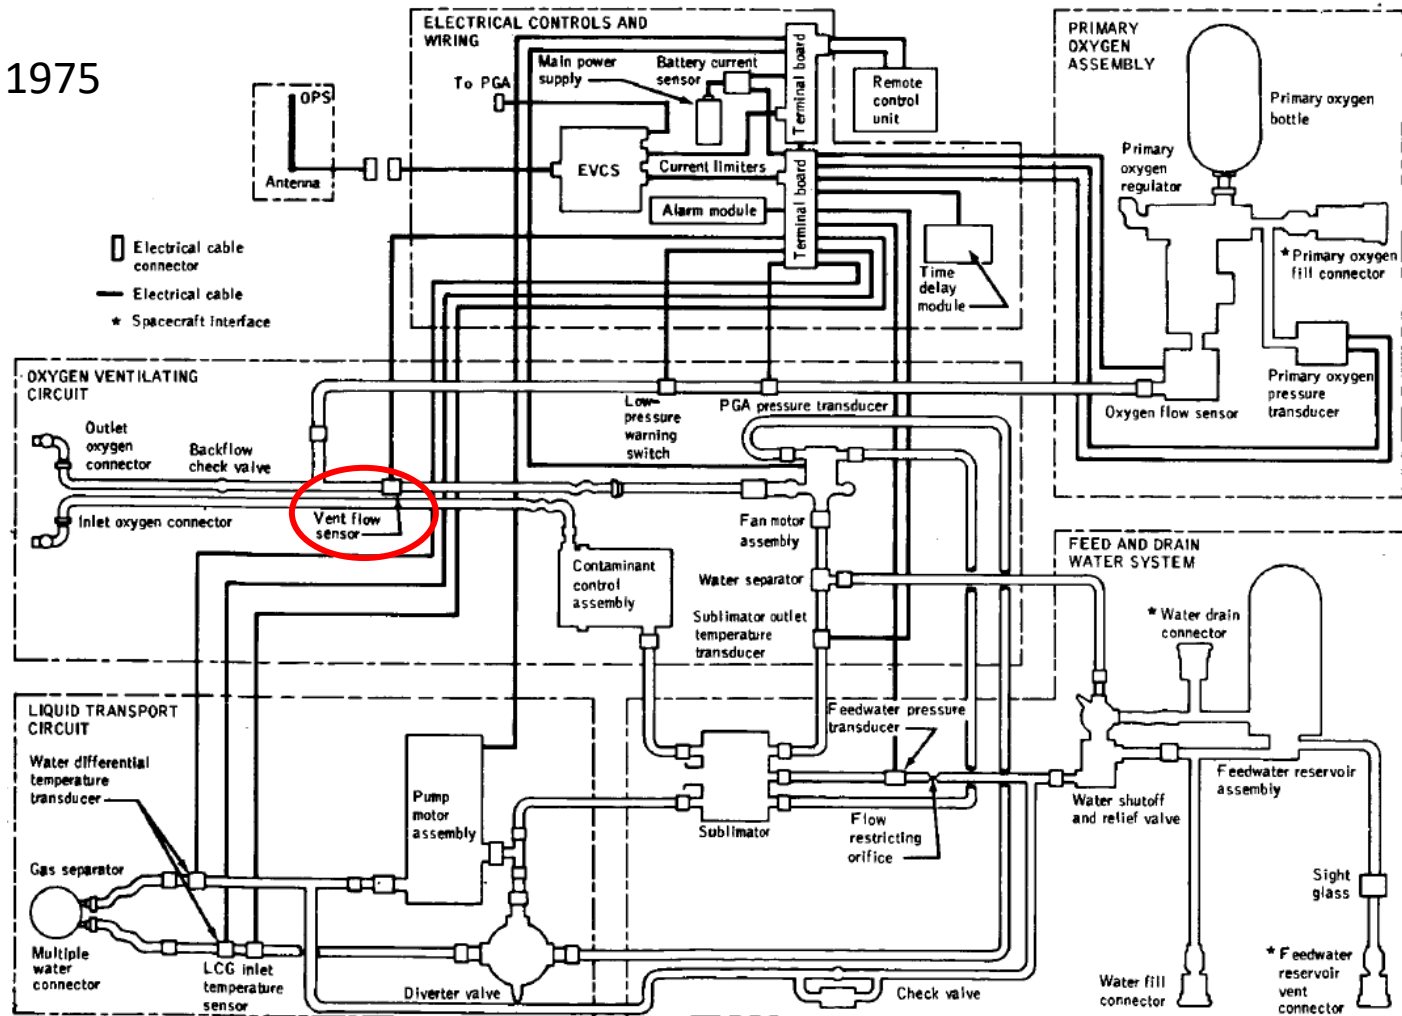 1975
ELECTRICAL CONTROLS AND
WIRING
Main power
supply
Battery current
sensor
To PGA
Terminal board
Remote
control
unit
OPS
Antenna
EVCS
Current limiters
Alarm module
Terminal board
Time
delay
module
PRIMARY
OXYGEN
ASSEMBLY
Primary oxygen
bottle
Primary
oxygen
regulator
* Primary oxygen
fill connector
Primary oxygen
pressure
transducer
Oxygen flow sensor
Electrical cable
connector
Electrical cable
* Spacecraft interface
OXYGEN VENTILATING
CIRCUIT
Outlet
oxygen
connector
Backflow
check valve
Low-
pressure
warning
switch
PGA pressure transducer
Inlet oxygen connector
Vent flow
sensor
Fan motor
assembly
Contaminant
control
assembly
Water separator
Sublimator outlet
temperature
transducer
FEED AND DRAIN
WATER SYSTEM
* Water drain
connector
LIQUID TRANSPORT
CIRCUIT
Water differential
temperature
transducer
Pump
motor
assembly
Feedwater pressure
transducer
Sublimator
Flow
restricting
orifice
Water shutoff
and relief valve
Feedwater reservoir
assembly
Gas separator
Sight
glass
Multiple
water
connector
LCG inlet
temperature
sensor
Diverter valve
Check valve
Water fill
connector
* Feedwater
reservoir
vent
connector